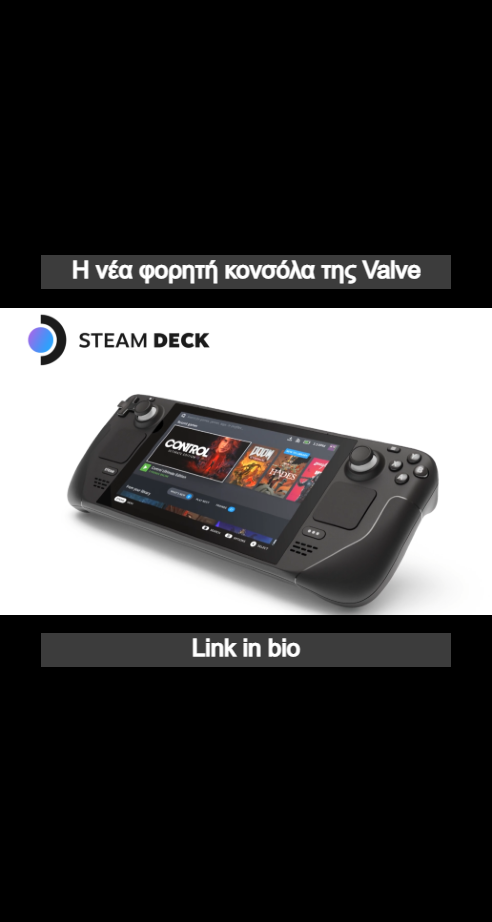 Η νέα φορητή κονσόλα της Valve
STEAM DECK
CONTROL
DOOM
HADES
Link in bio